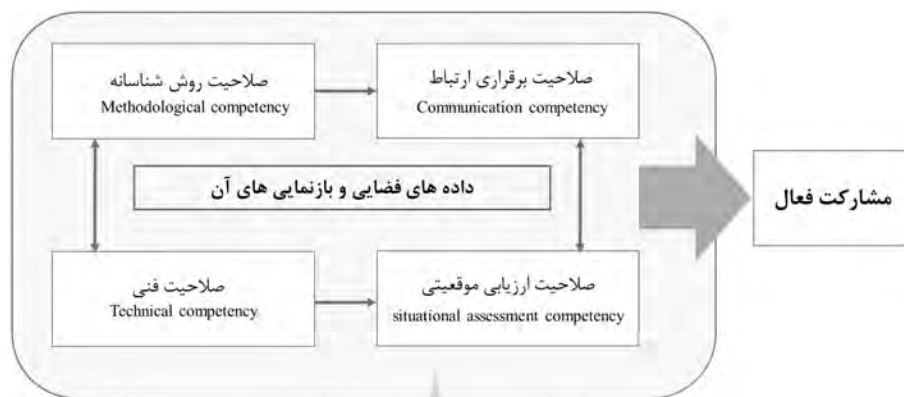 صلاحیت روش شناسانه
Methodological competency
صلاحیت برقراری ارتباط
Communication competency
داده های فضایی و بازنمایی های آن
مشارکت فعال
صلاحیت فنی
Technical competency
صلاحیت ارزیابی موقعیتی
situational assessment competency